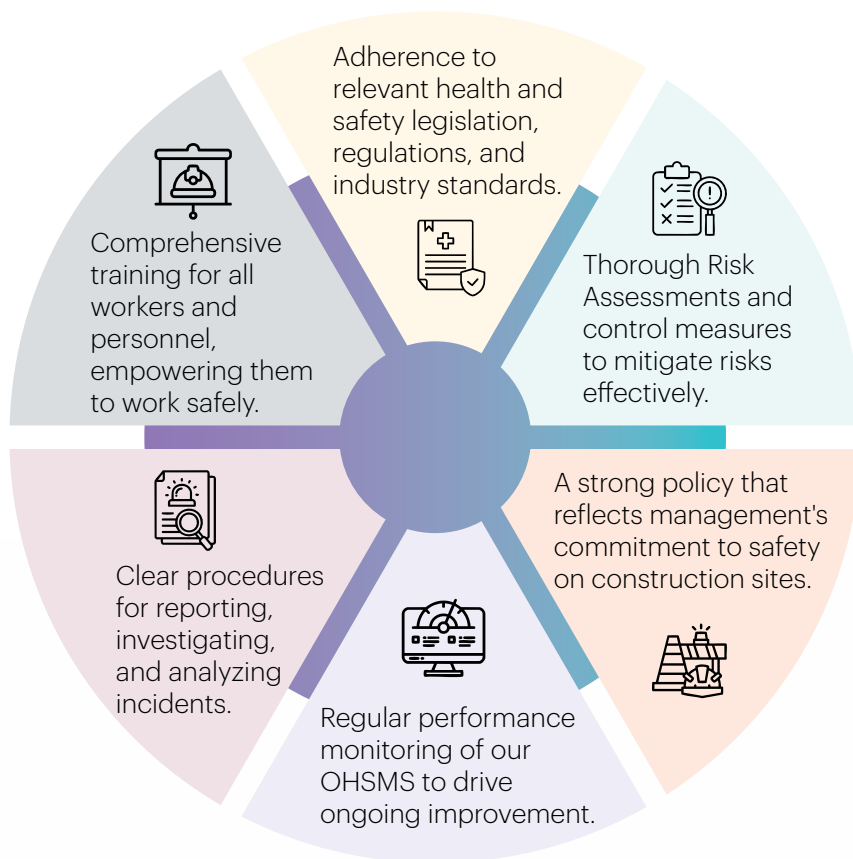 Adherence to
relevant health and
safety legislation,
regulations, and
industry standards.
Thorough Risk
Assessments and
control measures
to mitigate risks
effectively.
A strong policy that
reflects management's
commitment to safety
on construction sites.
Regular performance
monitoring of our
OHSMS to drive
ongoing improvement.
Clear procedures
for reporting,
investigating,
and analyzing
incidents.
Comprehensive
training for all
workers and
personnel,
empowering them
to work safely.